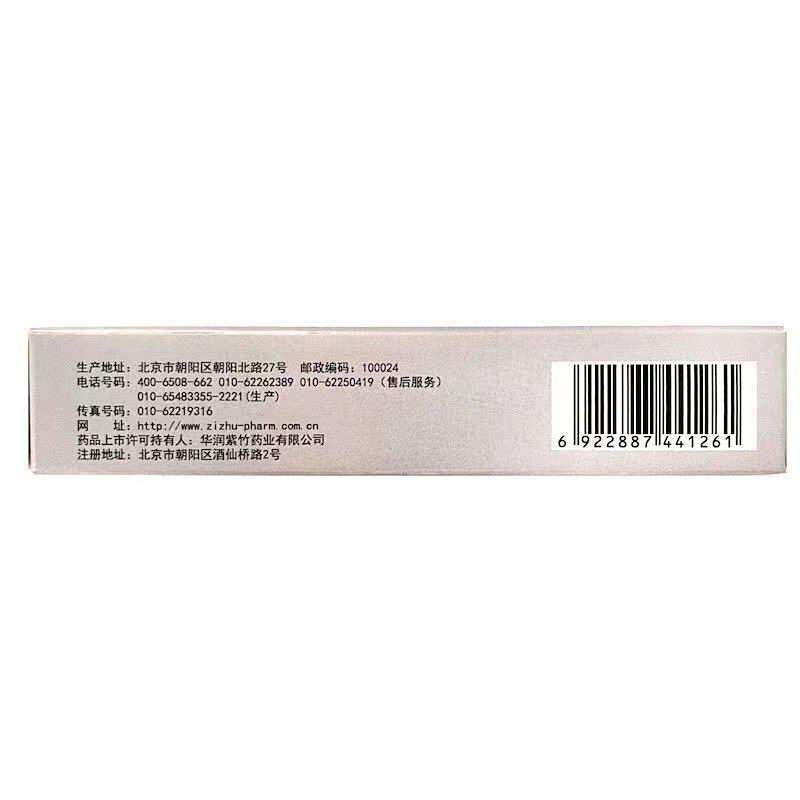 生产地址：北京市朝阳区朝阳北路27号 邮政编码：100024
电话号码：400-6508-662 010-62262389 010-62250419（售后服务）
010-65483355-2221(生产)
传真号码：010-62219316
网 址：http://www.zizhu-pharm.com.cn
药品上市许可持有人：华润紫竹药业有限公司
注册地址：北京市朝阳区酒仙桥路2号
6 922887 441261